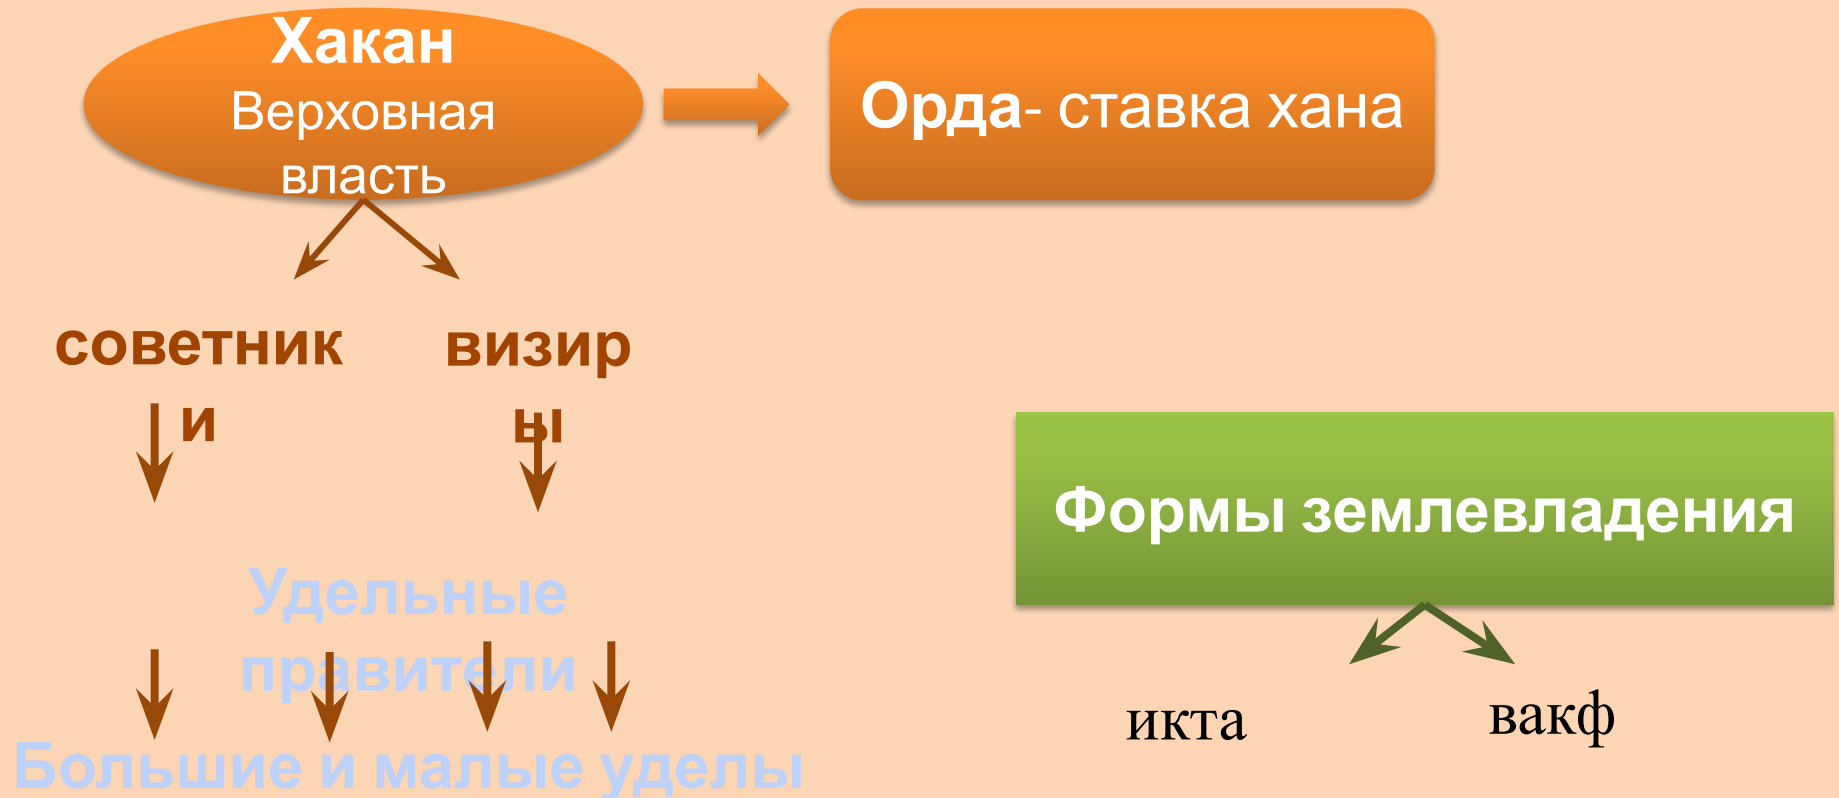 Хакан
Верховная
власть
Орда- ставка хана
советник
и
визир
ы
Удельные
правители
Большие и малые уделы
Формы землевладения
икта
вакф